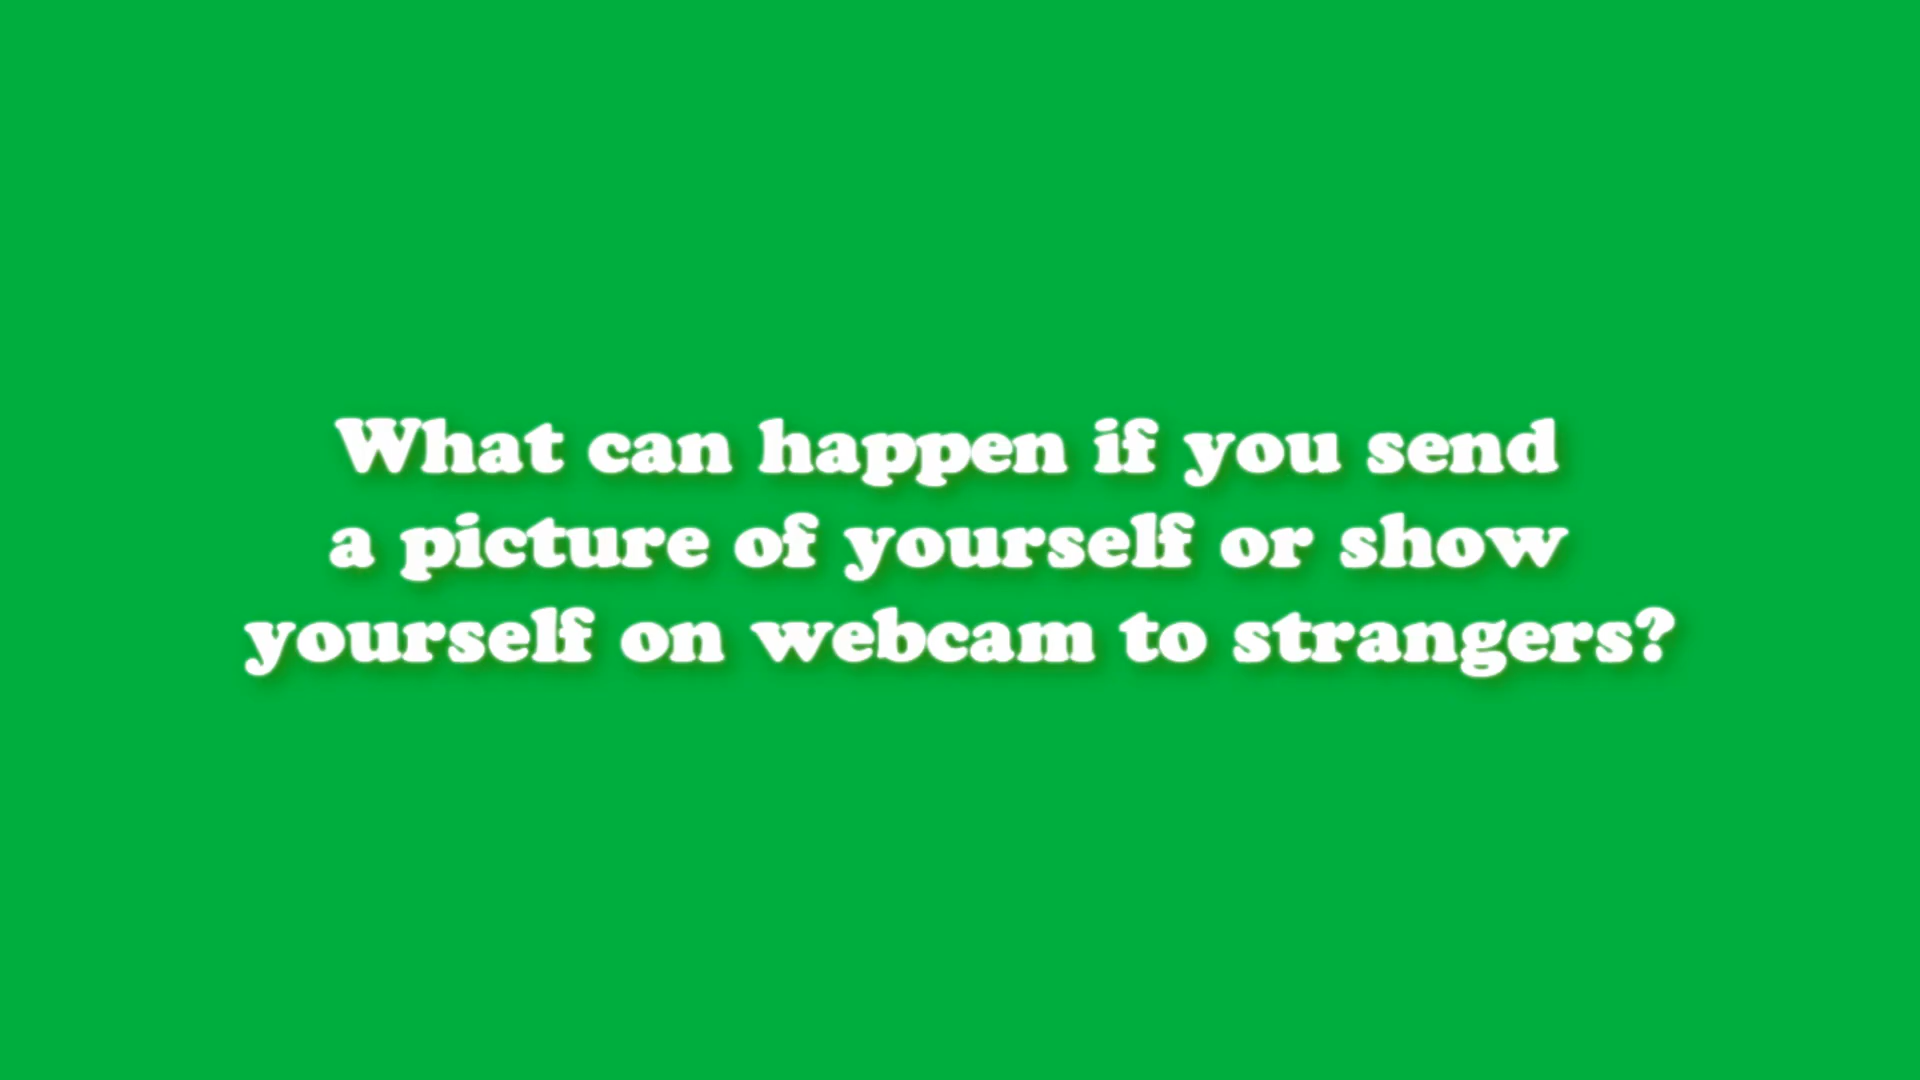 What can happen if you send
a picture of yourself or show
yourself on webcam to strangers?